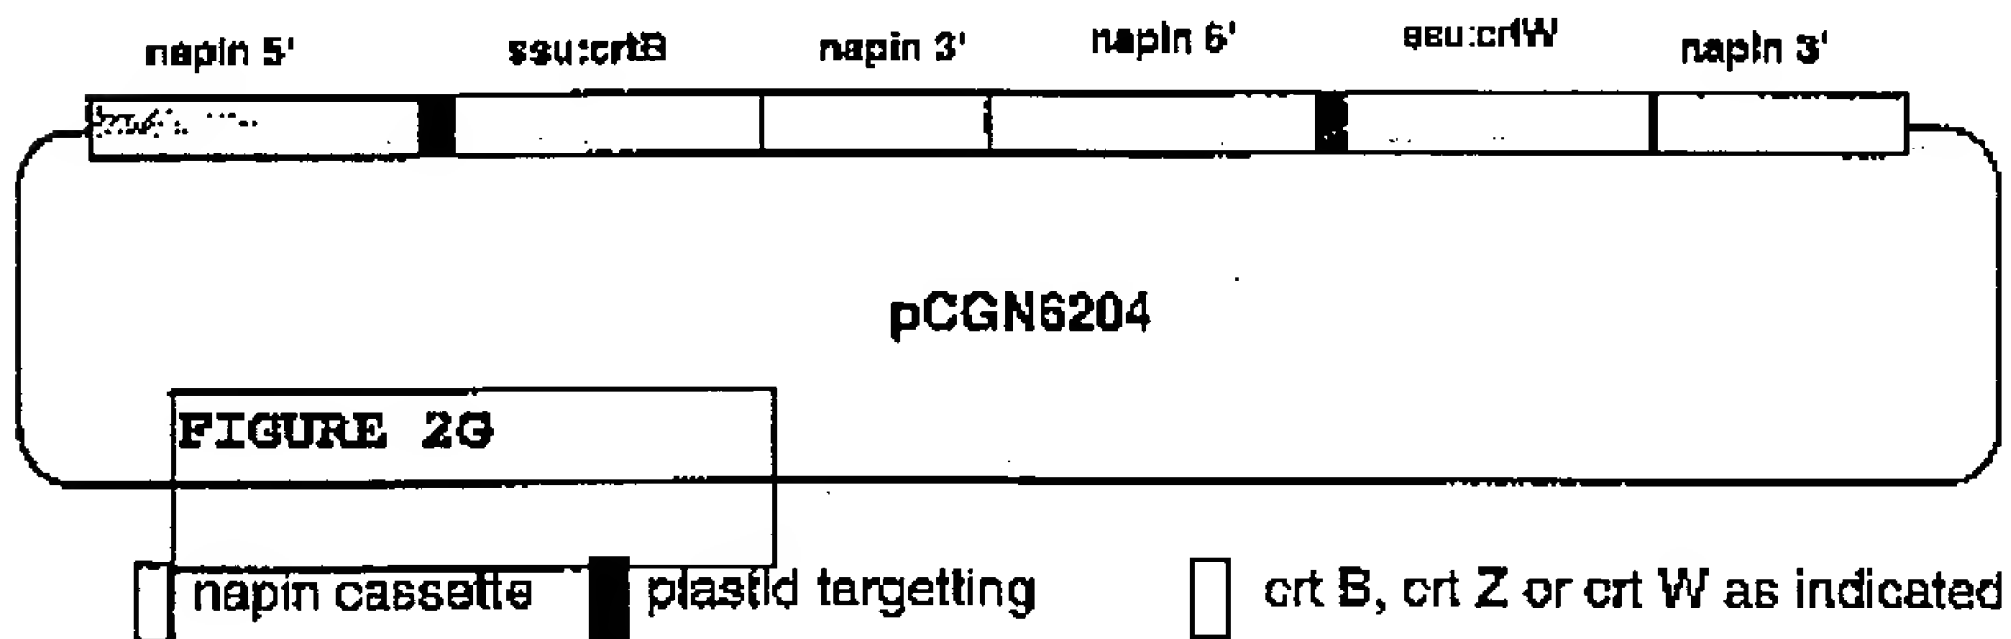 napin 5' ssu:crtB napin 3' napin 5' ssu:crtW napin 3'
pCGN6204
FIGURE 2G
napin cassette plastid targetting crt B, crt Z or crt W as indicated